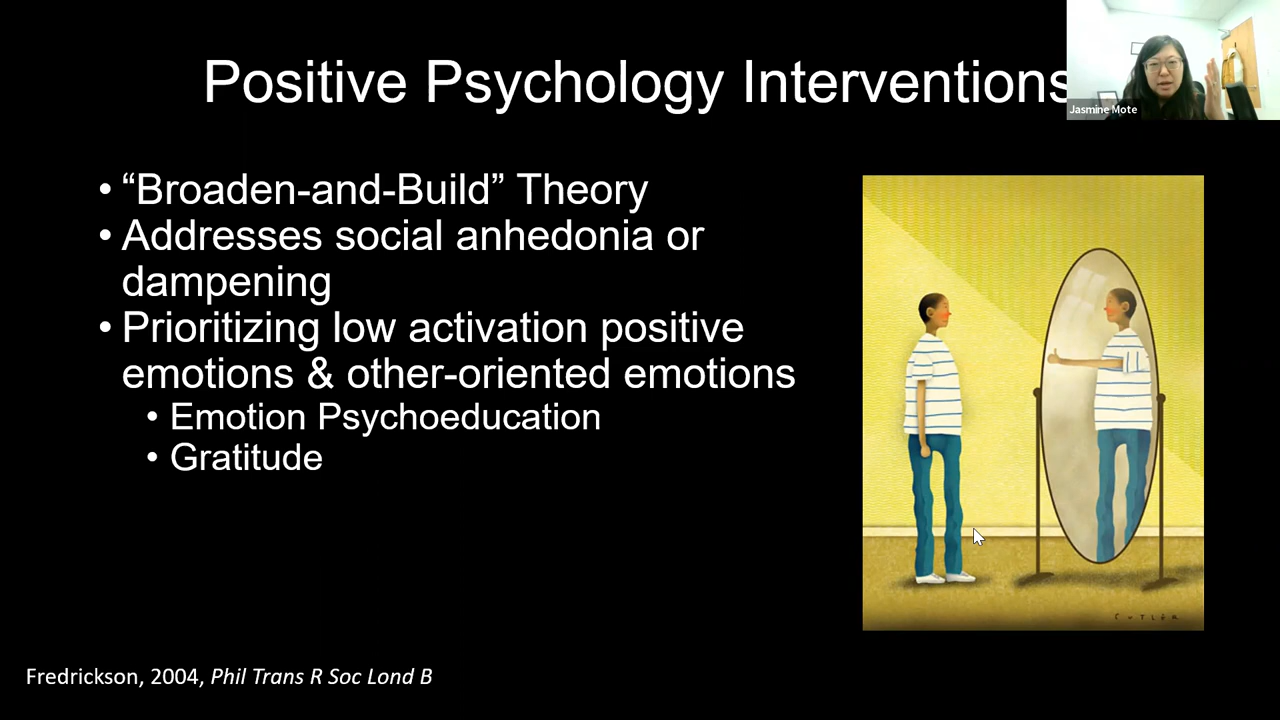 Positive Psychology Interventions
Jasmine Mote
• “Broaden-and-Build” Theory
• Addresses social anhedonia or
dampening
• Prioritizing low activation positive
emotions & other-oriented emotions
• Emotion Psychoeducation
• Gratitude
CUTLER
Fredrickson, 2004, Phil Trans R Soc Lond B